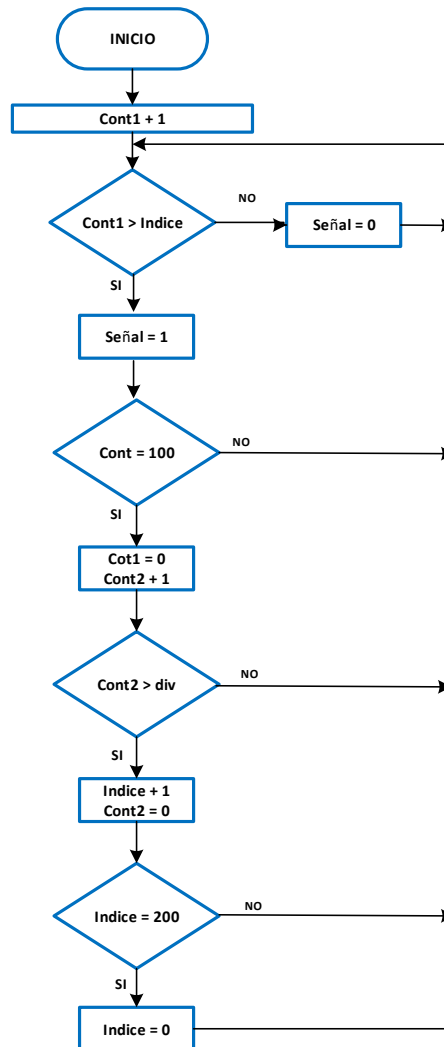 INICIO
Cont1 + 1
Cont1 > Indice
NO
Señal = 0
SI
Señal = 1
Cont = 100
NO
SI
Cot1 = 0
Cont2 + 1
Cont2 > div
NO
SI
Indice + 1
Cont2 = 0
Indice = 200
NO
SI
Indice = 0